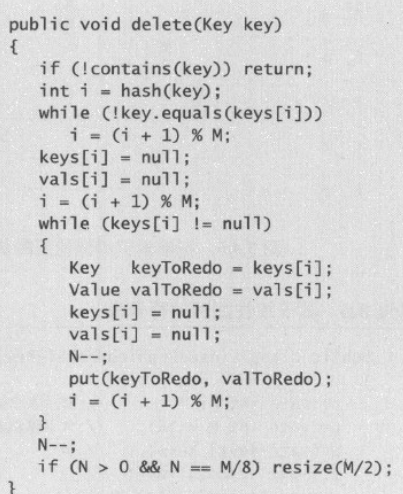 public void delete(Key key)
{
if (!contains(key)) return;
int i = hash(key);
while (!key.equals(keys[i]))
i = (i + 1) % M;
keys[i] = null;
vals[i] = null;
i = (i + 1) % M;
while (keys[i] != null)
{
Key keyToRedo = keys[i];
Value valToRedo = vals[i];
keys[i] = null;
vals[i] = null;
N--;
put(keyToRedo, valToRedo);
i = (i + 1) % M;
}
N--;
if (N > 0 && N == M/8) resize(M/2);
}